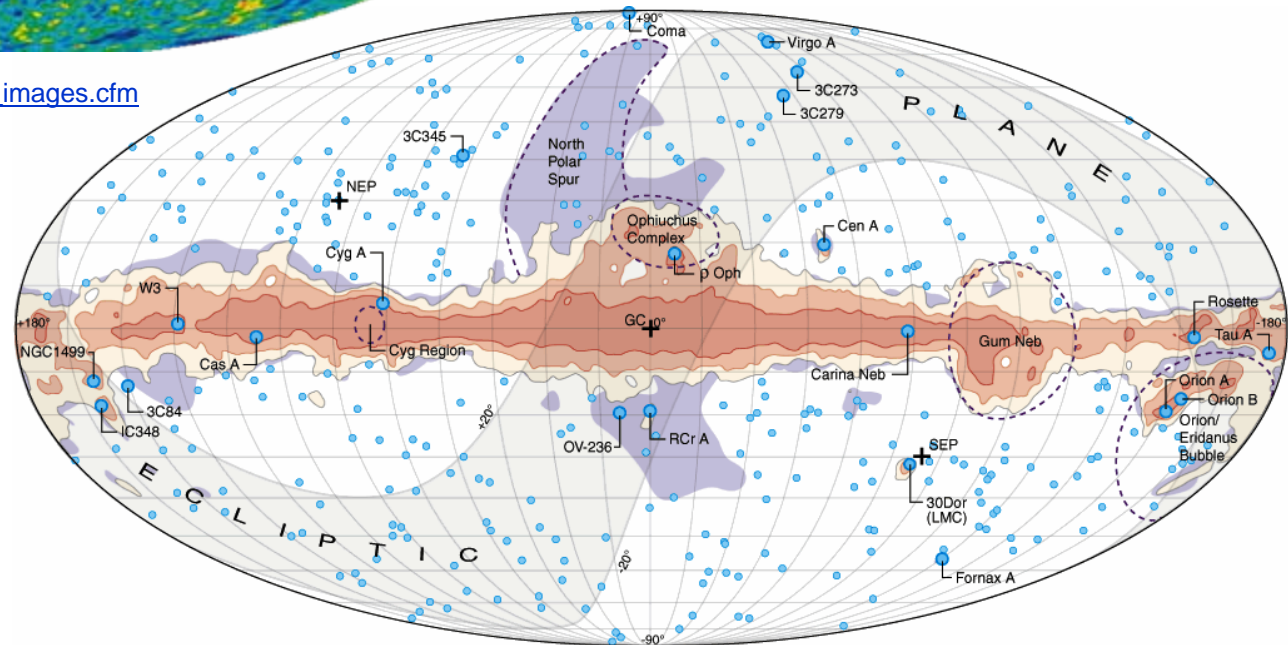 _images.cfm
+90°
Coma
Virgo A
3C273
3C279
P L A N E
3C345
North
Polar
Spur
NEP
Ophiuchus
Complex
Cen A
Cyg A
ρ Oph
W3
Rosette
+180°
GC
0°
-180°
Tau A
NGC1499
Gum Neb
Cas A
Cyg Region
Carina Neb
Orion A
3C84
Orion B
IC348
+20°
Orion/
Eridanus
Bubble
OV-236
RCr A
SEP
E C L I P T I C
30Dor
(LMC)
-20°
Fornax A
-90°